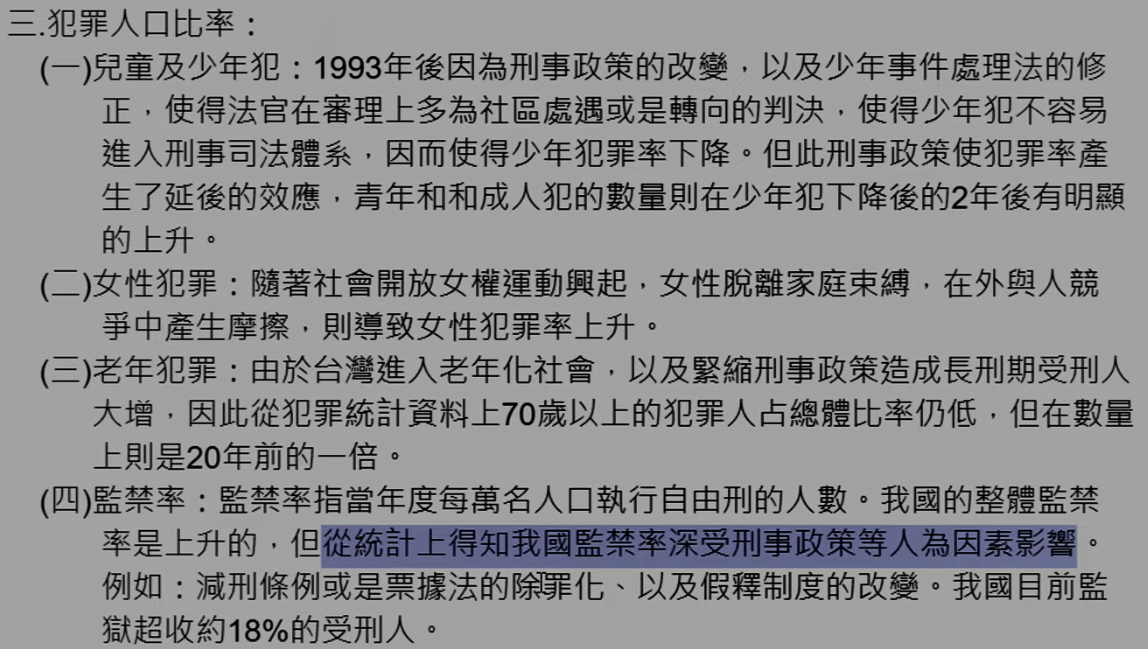 三.犯罪人口比率：
(一)兒童及少年犯：1993年後因為刑事政策的改變，以及少年事件處理法的修
正，使得法官在審理上多為社區處遇或是轉向的判決，使得少年犯不容易
進入刑事司法體系，因而使得少年犯罪率下降。但此刑事政策使犯罪率產
生了延後的效應，青年和和成人犯的數量則在少年犯下降後的2年後有明顯
的上升。
(二)女性犯罪：隨著社會開放女權運動興起，女性脫離家庭束縛，在外與人競
爭中產生摩擦，則導致女性犯罪率上升。
(三)老年犯罪：由於台灣進入老年化社會，以及緊縮刑事政策造成長刑期受刑人
大增，因此從犯罪統計資料上70歲以上的犯罪人占總體比率仍低，但在數量
上則是20年前的一倍。
(四)監禁率：監禁率指當年度每萬名人口執行自由刑的人數。我國的整體監禁
率是上升的，但從統計上得知我國監禁率深受刑事政策等人為因素影響。
例如：減刑條例或是票據法的除罪化、以及假釋制度的改變。我國目前監
獄超收約18%的受刑人。